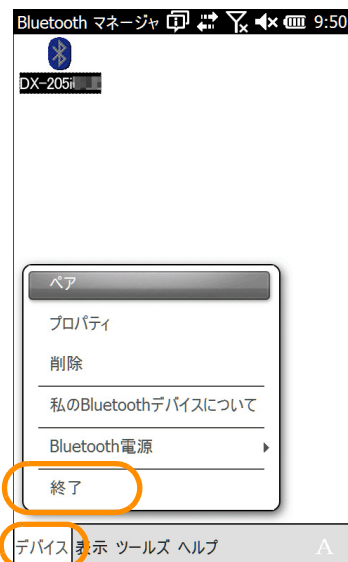 Bluetooth マネージャ 9:50
DX-205i
ペア
プロパティ
削除
私のBluetoothデバイスについて
Bluetooth電源
終了
デバイス 表示 ツールズ ヘルプ A